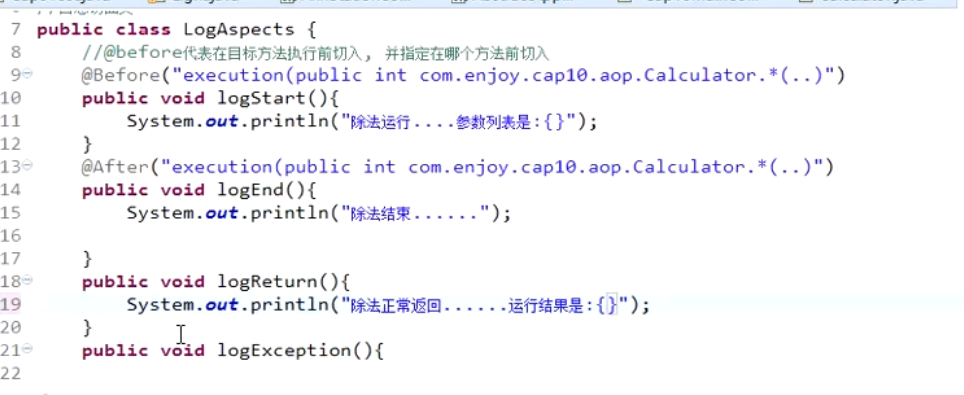 7 public class LogAspects {
8 //@before代表在目标方法执行前切入, 并指定在哪个方法前切入
9 @Before("execution(public int com.enjoy.cap10.aop.Calculator.*(..)")
10 public void logStart(){
11 System.out.println("除法运行....参数列表是:{}");
12 }
13 @After("execution(public int com.enjoy.cap10.aop.Calculator.*(..)")
14 public void logEnd(){
15 System.out.println("除法结束......");
16
17 }
18 public void logReturn(){
19 System.out.println("除法正常返回......运行结果是:{}");
20 }
21 public void logException(){
22